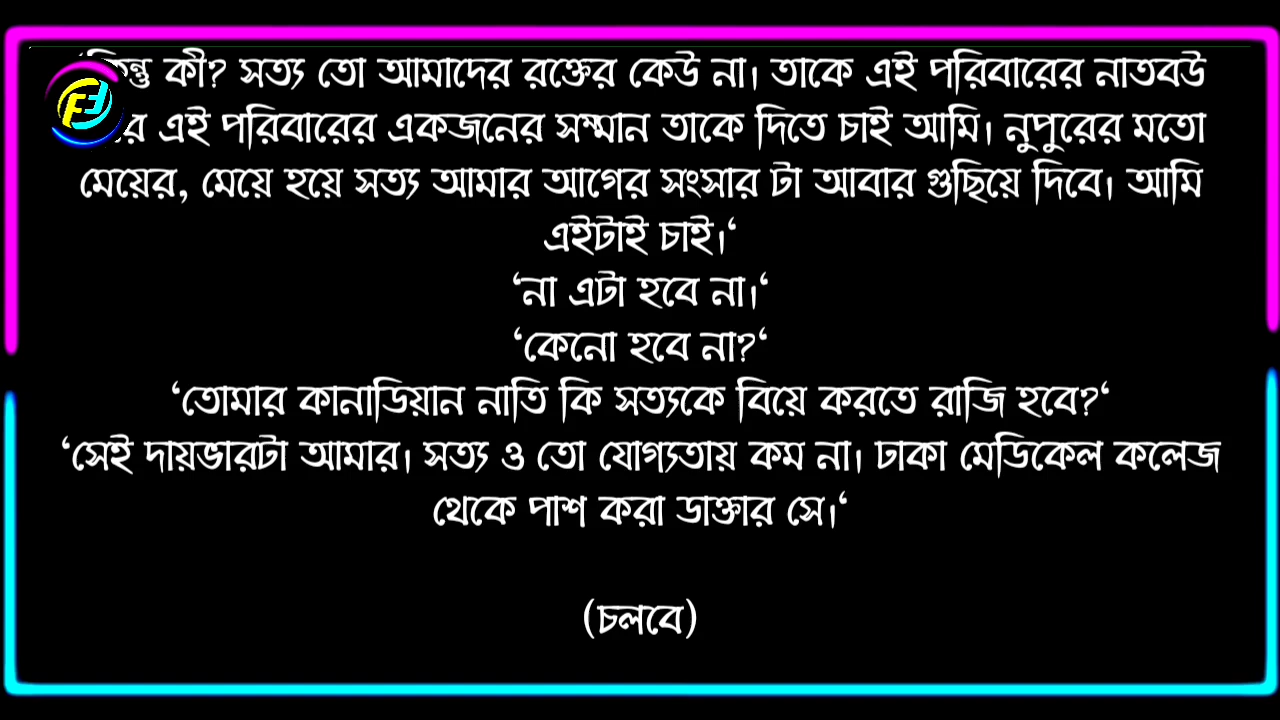 কী? সত্য তো আমাদের রক্তের কেউ না। তাকে এই পরিবারের নাতবউ
এই পরিবারের একজনের সম্মান তাকে দিতে চাই আমি। নুপুরের মতো
মেয়ের, মেয়ে হয়ে সত্য আমার আগের সংসার টা আবার গুছিয়ে দিবে। আমি
এইটাই চাই।‘
‘না এটা হবে না।‘
‘কেনো হবে না?‘
‘তোমার কানাডিয়ান নাতি কি সত্যকে বিয়ে করতে রাজি হবে?‘
‘সেই দায়ভারটা আমার। সত্য ও তো যোগ্যতায় কম না। ঢাকা মেডিকেল কলেজ
থেকে পাশ করা ডাক্তার সে।‘
(চলবে)